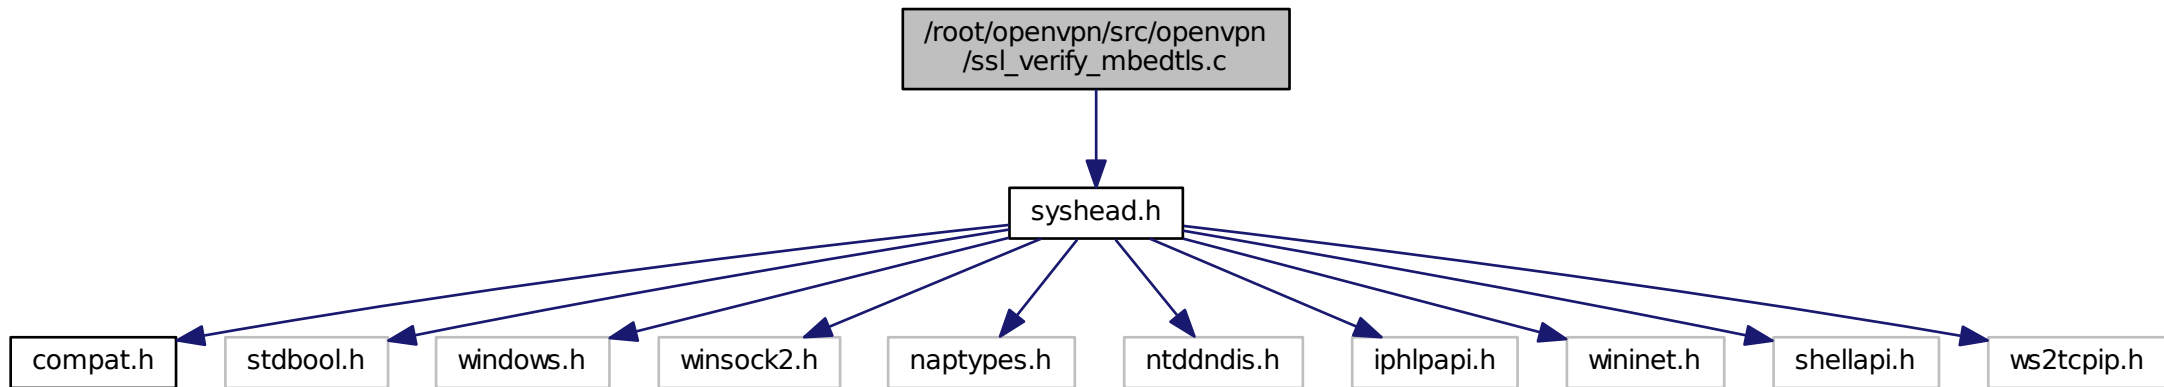 /root/openvpn/src/openvpn
/ssl_verify_mbedtls.c
syshead.h
compat.h
stdbool.h
windows.h
winsock2.h
naptypes.h
ntddndis.h
iphlpapi.h
wininet.h
shellapi.h
ws2tcpip.h